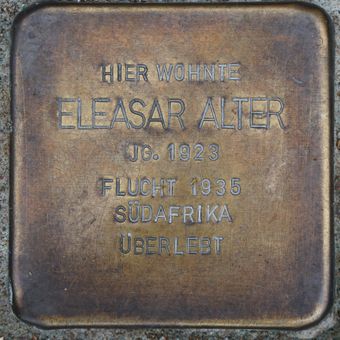 HIER WOHNTE
ELEASAR ALTER
JG. 1923
FLUCHT 1935
SÜDAFRIKA
ÜBERLEBT